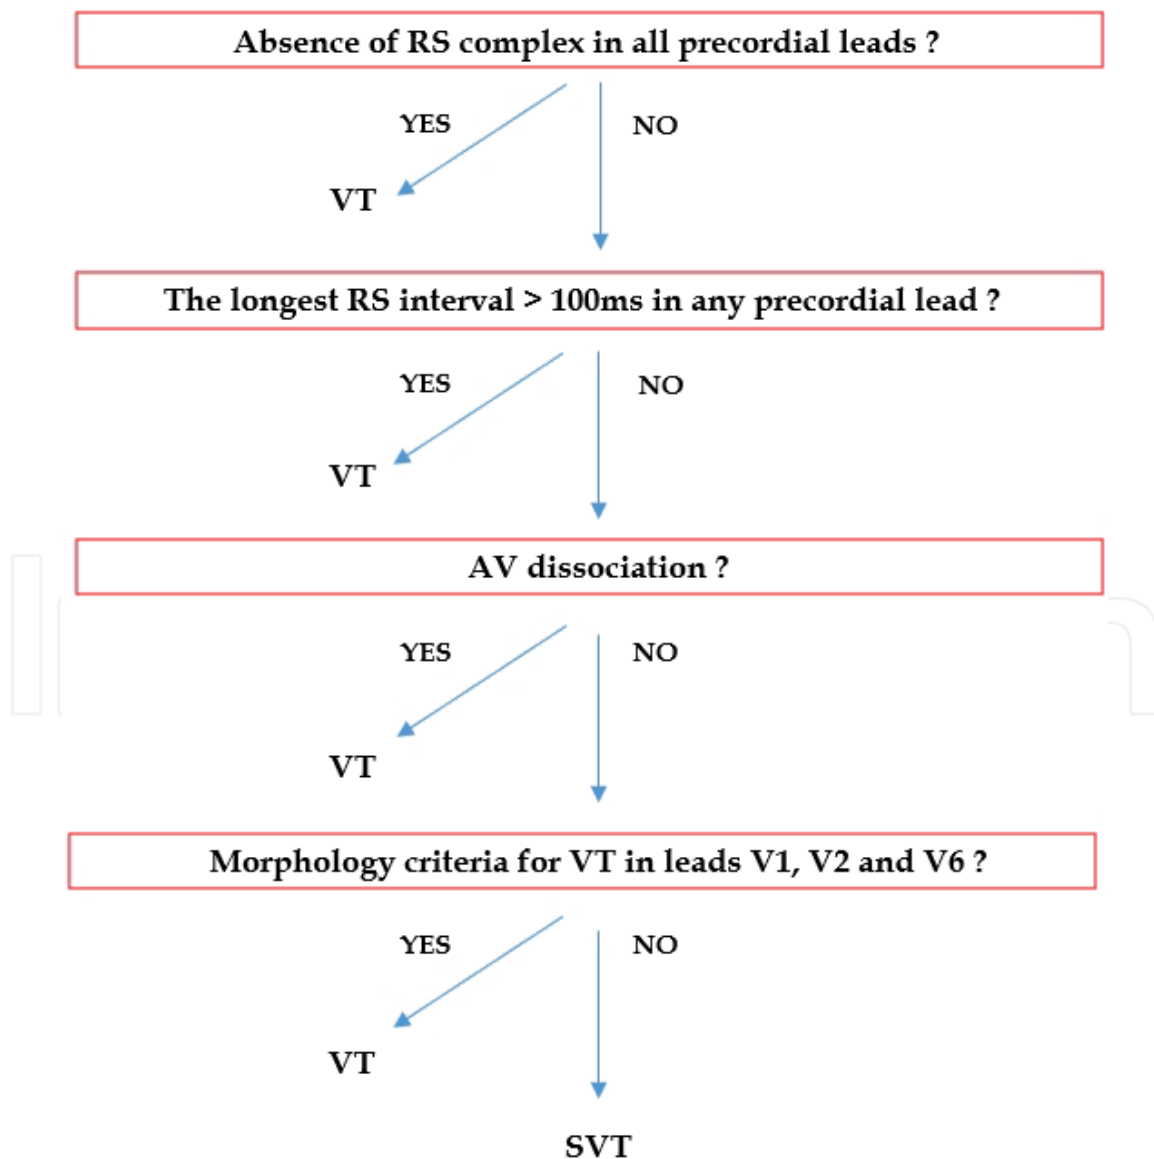 Absence of RS complex in all precordial leads ?
YES
NO
VT
The longest RS interval > 100ms in any precordial lead ?
YES
NO
VT
AV dissociation ?
YES
NO
VT
Morphology criteria for VT in leads V1, V2 and V6 ?
YES
NO
VT
SVT